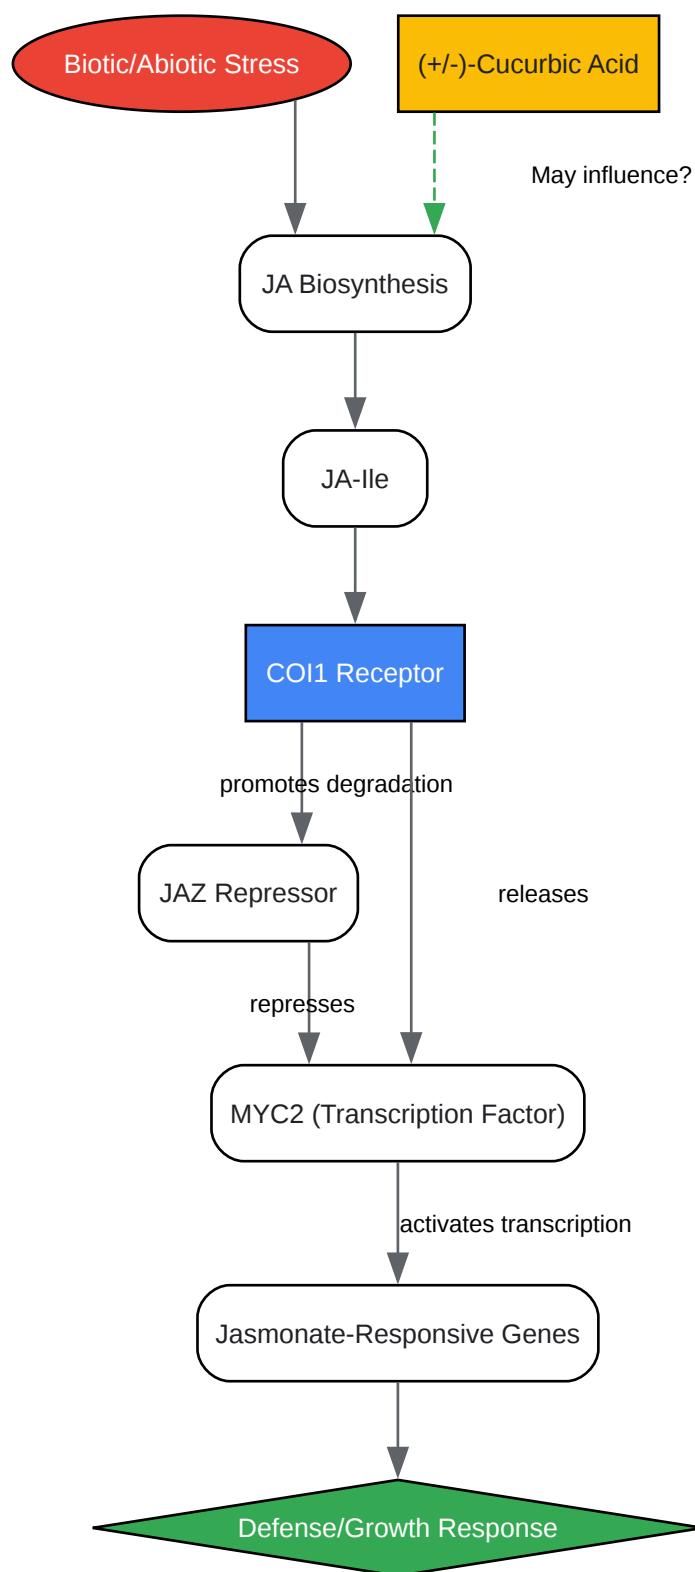 Biotic/Abiotic Stress
(+/-)-Cucurbic Acid
May influence?
JA Biosynthesis
JA-Ile
COI1 Receptor
promotes degradation
JAZ Repressor
releases
represses
MYC2 (Transcription Factor)
activates transcription
Jasmonate-Responsive Genes
Defense/Growth Response